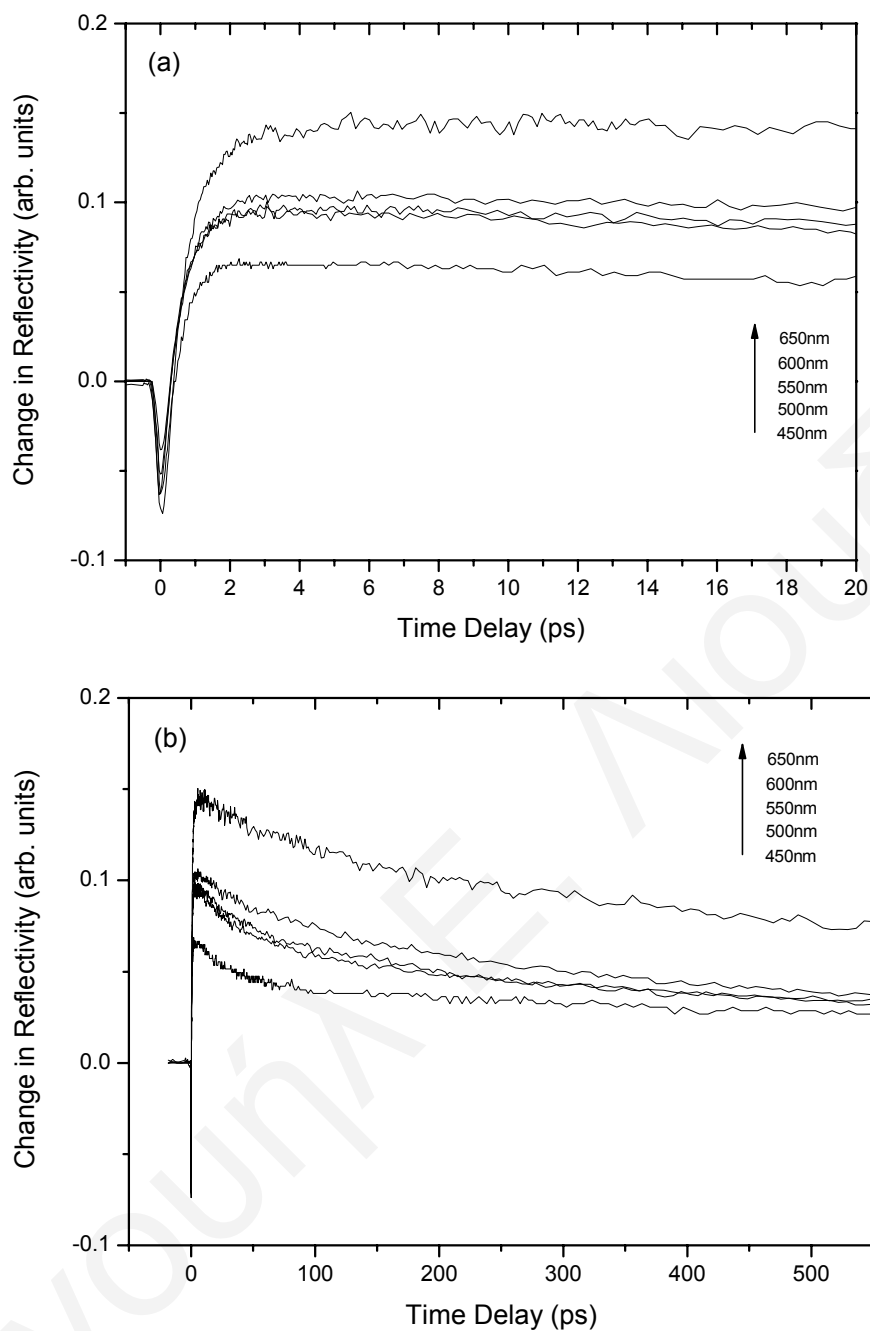 0.2
(a)
0.1
0.0
-0.1
Change in Reflectivity (arb. units)
650nm
600nm
550nm
500nm
450nm
0 2 4 6 8 10 12 14 16 18 20
Time Delay (ps)
0.2
(b)
0.1
0.0
-0.1
Change in Reflectivity (arb. units)
650nm
600nm
550nm
500nm
450nm
0 100 200 300 400 500
Time Delay (ps)